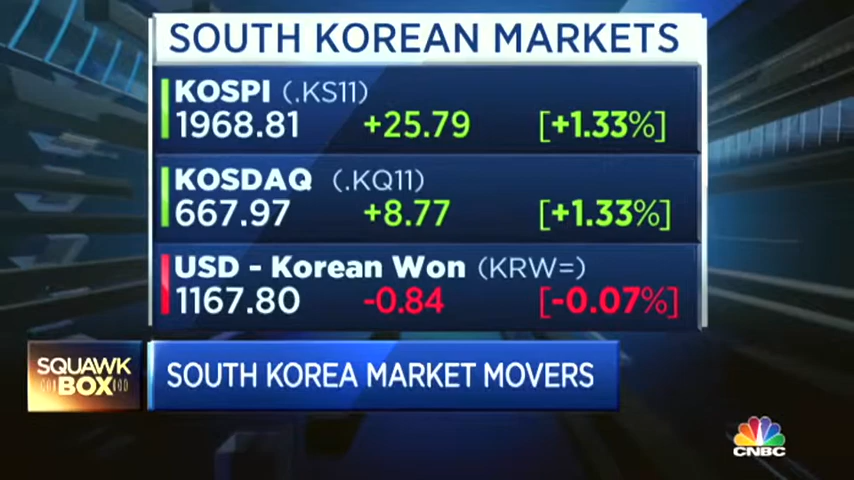 SOUTH KOREAN MARKETS
KOSPI (.KS11)
1968.81 +25.79 [+1.33%]
KOSDAQ (.KQ11)
667.97 +8.77 [+1.33%]
USD - Korean Won (KRW=)
1167.80 -0.84 [-0.07%]
SQUAWK
BOX
SOUTH KOREA MARKET MOVERS
CNBC